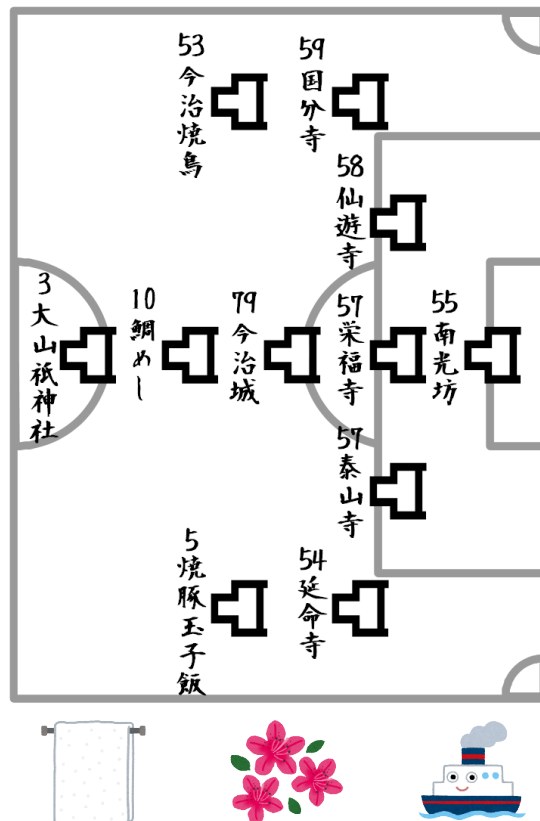 53
今治焼鳥
59
国分寺
58
仙遊寺
3
大山祇神社
10
鯛めし
79
今治城
57
栄福寺
55
南光坊
57
泰山寺
5
焼豚玉子飯
54
延命寺